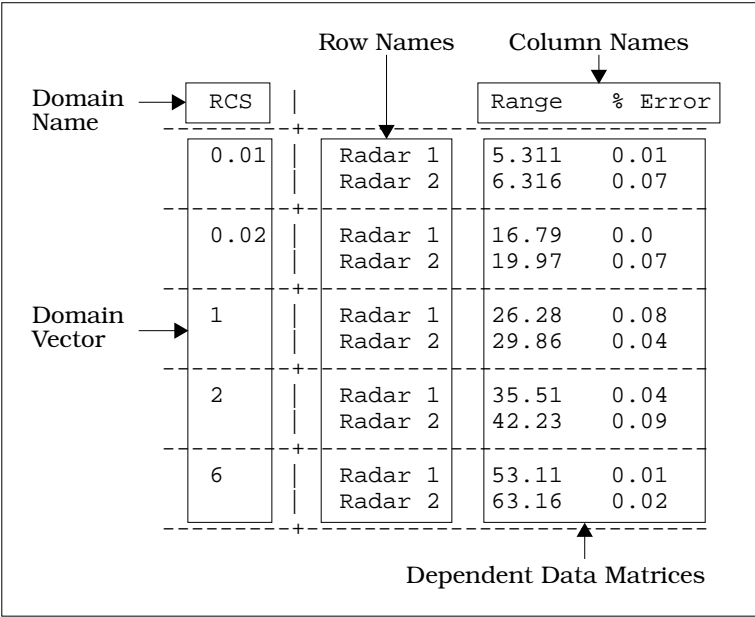 Row Names Column Names
Domain Name
RCS | Range % Error
------+------------------
0.01 | Radar 1 5.311 0.01
| Radar 2 6.316 0.07
------+------------------
0.02 | Radar 1 16.79 0.0
| Radar 2 19.97 0.07
------+------------------
Domain Vector
1 | Radar 1 26.28 0.08
| Radar 2 29.86 0.04
------+------------------
2 | Radar 1 35.51 0.04
| Radar 2 42.23 0.09
------+------------------
6 | Radar 1 53.11 0.01
| Radar 2 63.16 0.02
------+------------------
Dependent Data Matrices